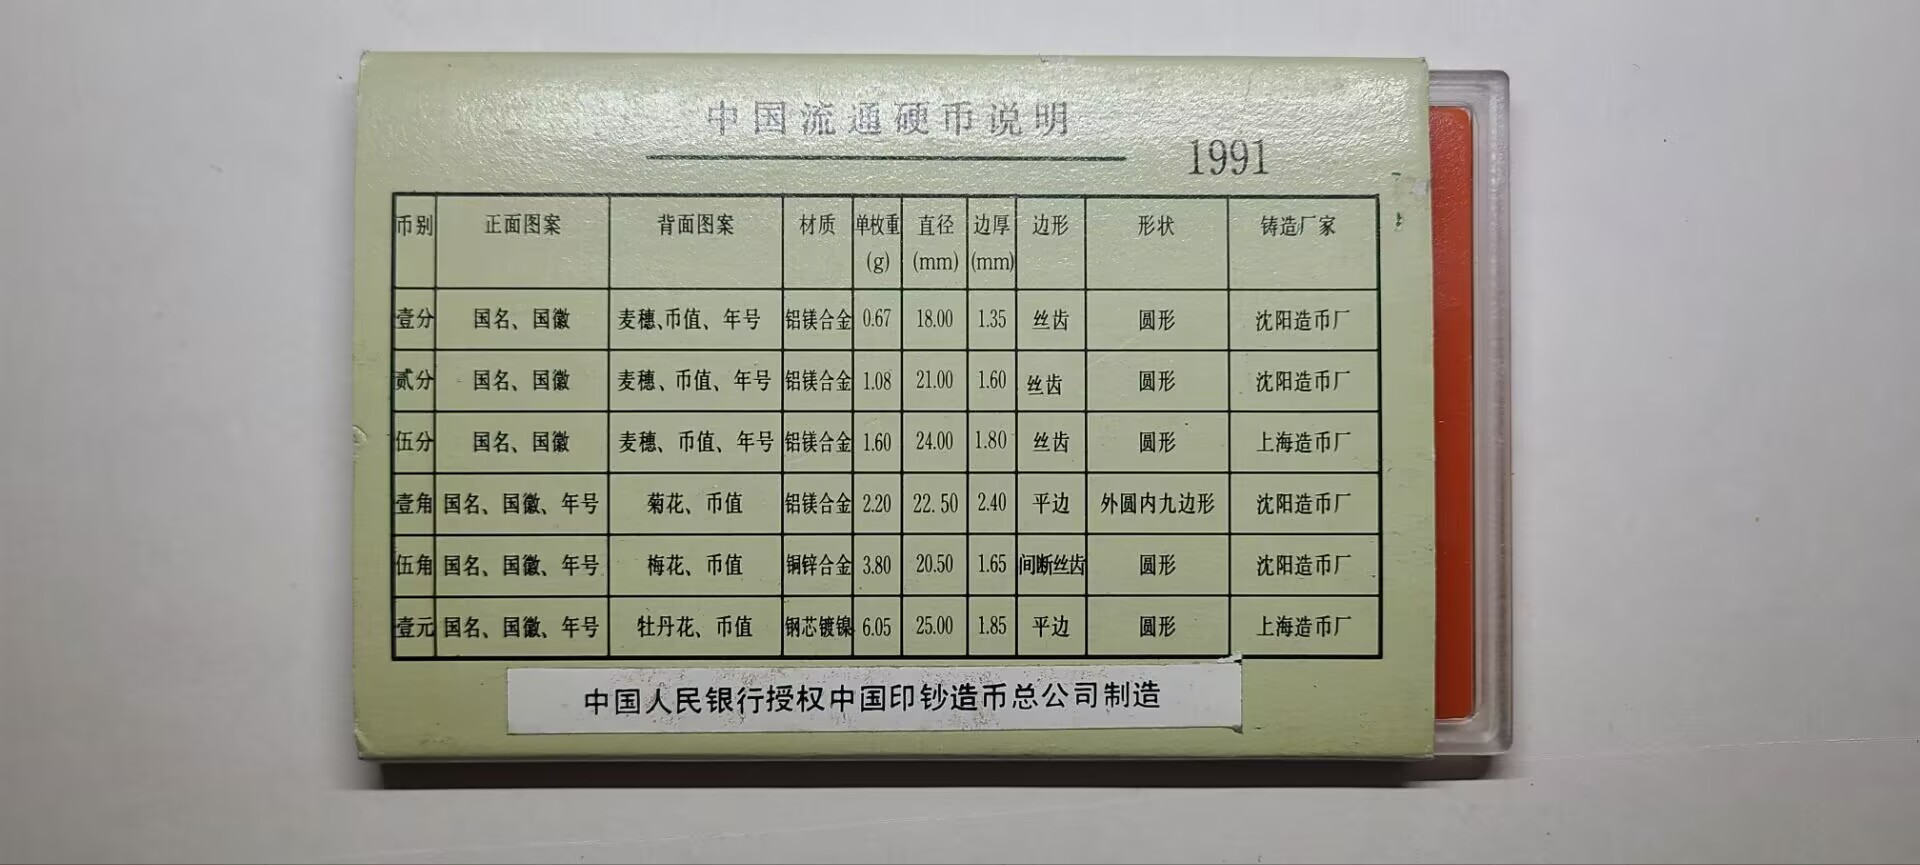 中国流通硬币说明
1991
币别 正面图案 背面图案 材质 单枚重(g) 直径(mm) 边厚(mm) 边形 形状 铸造厂家
壹分 国名、国徽 麦穗、币值、年号 铝镁合金 0.67 18.00 1.35 丝齿 圆形 沈阳造币厂
贰分 国名、国徽 麦穗、币值、年号 铝镁合金 1.08 21.00 1.60 丝齿 圆形 沈阳造币厂
伍分 国名、国徽 麦穗、币值、年号 铝镁合金 1.60 24.00 1.80 丝齿 圆形 上海造币厂
壹角 国名、国徽、年号 菊花、币值 铝镁合金 2.20 22.50 2.40 平边 外圆内九边形 沈阳造币厂
伍角 国名、国徽、年号 梅花、币值 铜锌合金 3.80 20.50 1.65 间断丝齿 圆形 沈阳造币厂
壹元 国名、国徽、年号 牡丹花、币值 钢芯镀镍 6.05 25.00 1.85 平边 圆形 上海造币厂
中国人民银行授权中国印钞造币总公司制造